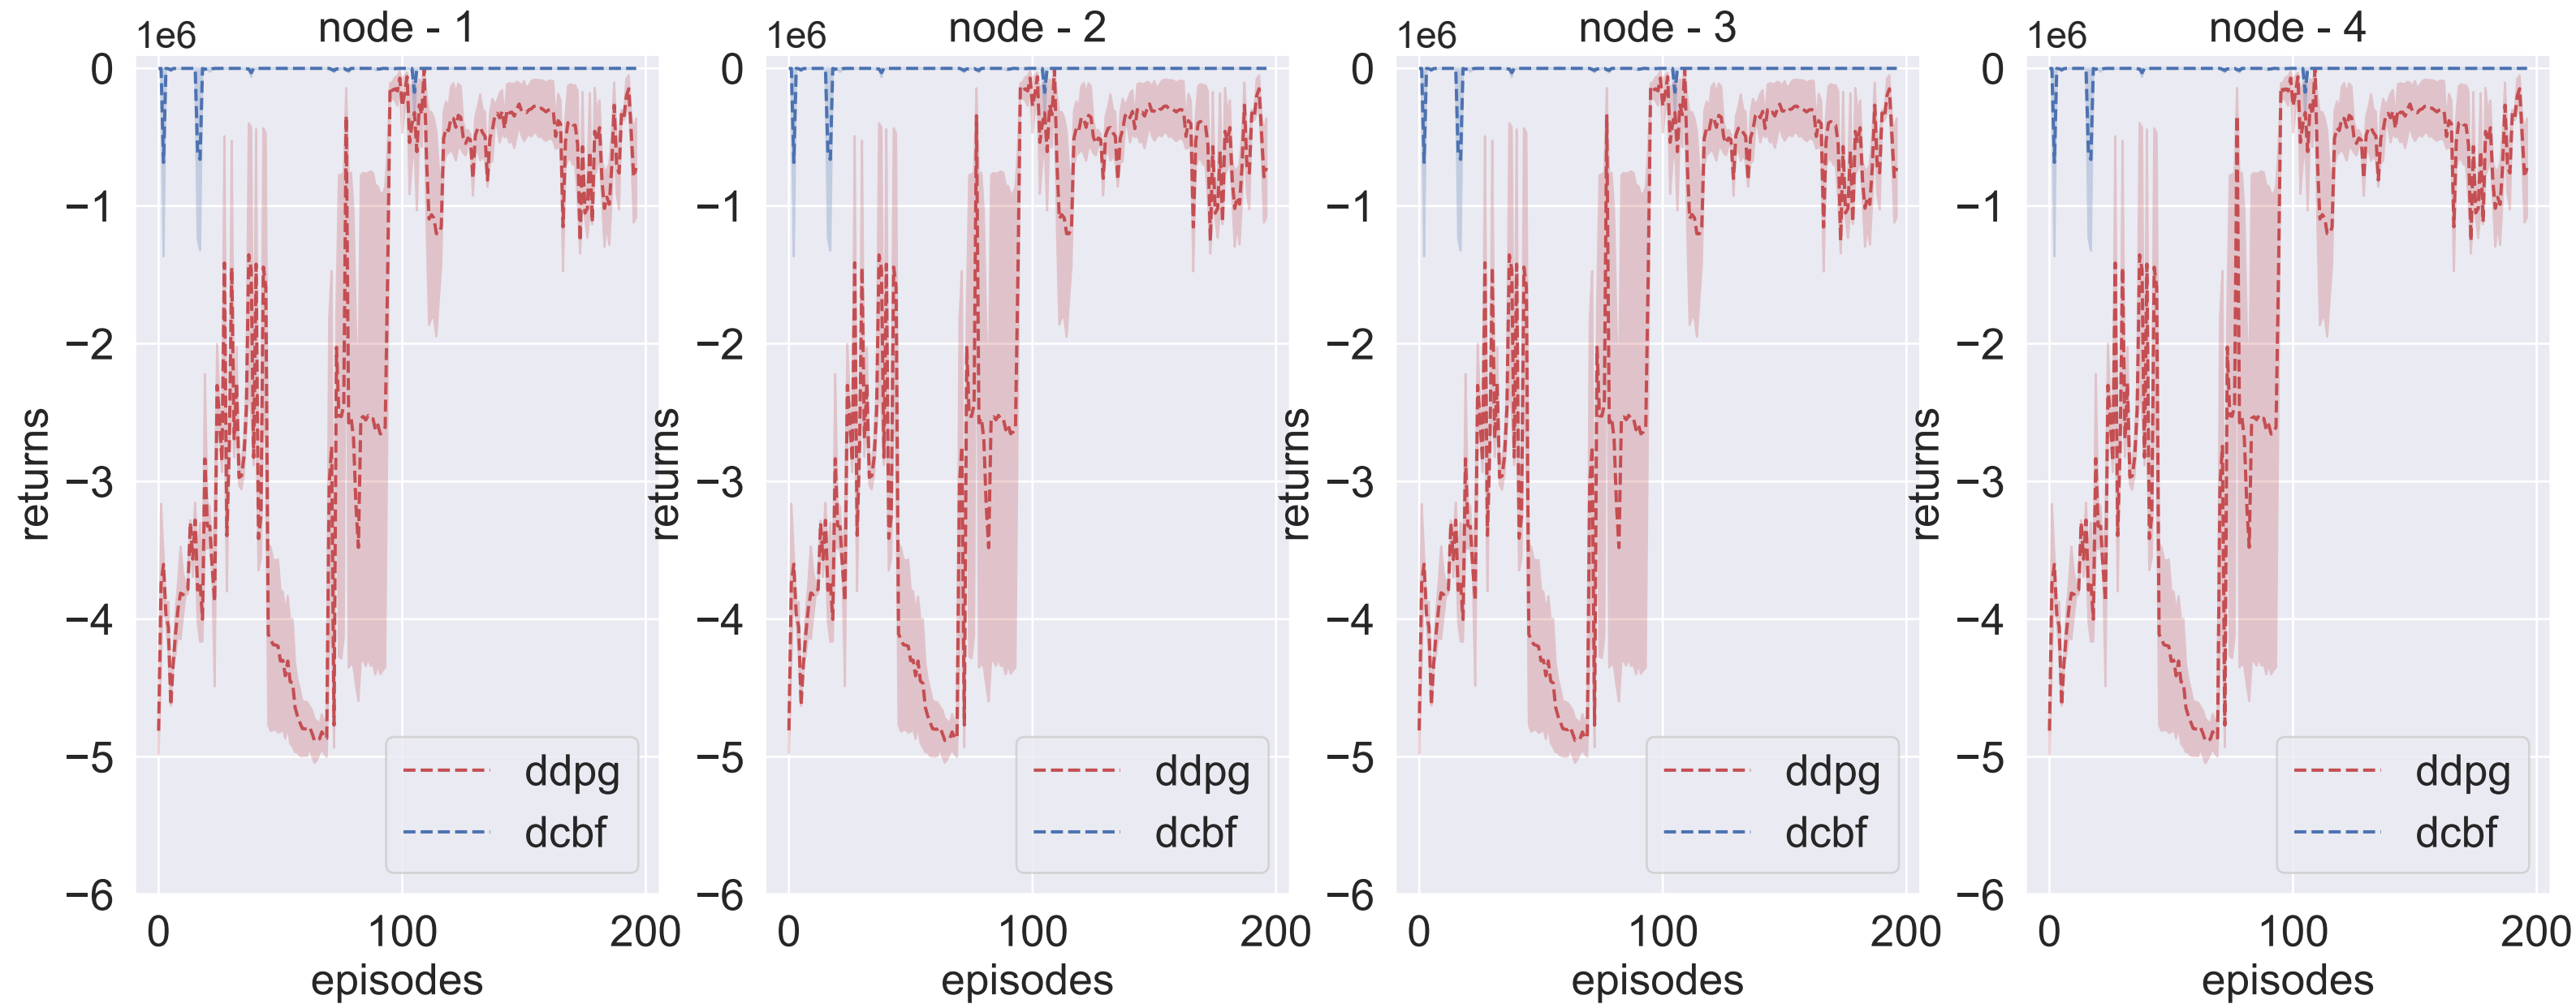 node - 1
1e6
0
−1
−2
−3
−4
−5
−6
returns
0 100 200
episodes
ddpg
dcbf
node - 2
1e6
0
−1
−2
−3
−4
−5
−6
returns
0 100 200
episodes
ddpg
dcbf
node - 3
1e6
0
−1
−2
−3
−4
−5
−6
returns
0 100 200
episodes
ddpg
dcbf
node - 4
1e6
0
−1
−2
−3
−4
−5
−6
returns
0 100 200
episodes
ddpg
dcbf